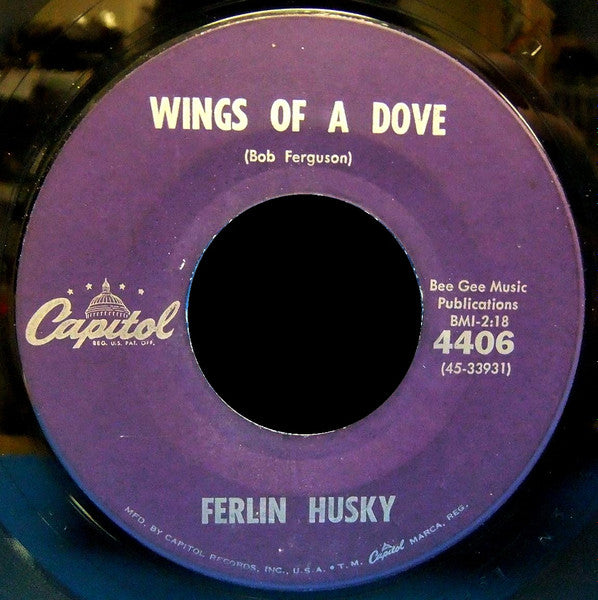 WINGS OF A DOVE
(Bob Ferguson)
Capitol
REG. U.S. PAT. OFF.
Bee Gee Music
Publications
BMI-2:18
4406
(45-33931)
FERLIN HUSKY
MFD. BY CAPITOL RECORDS, INC., U.S.A. • T.M. Capitol MARCA. REG.